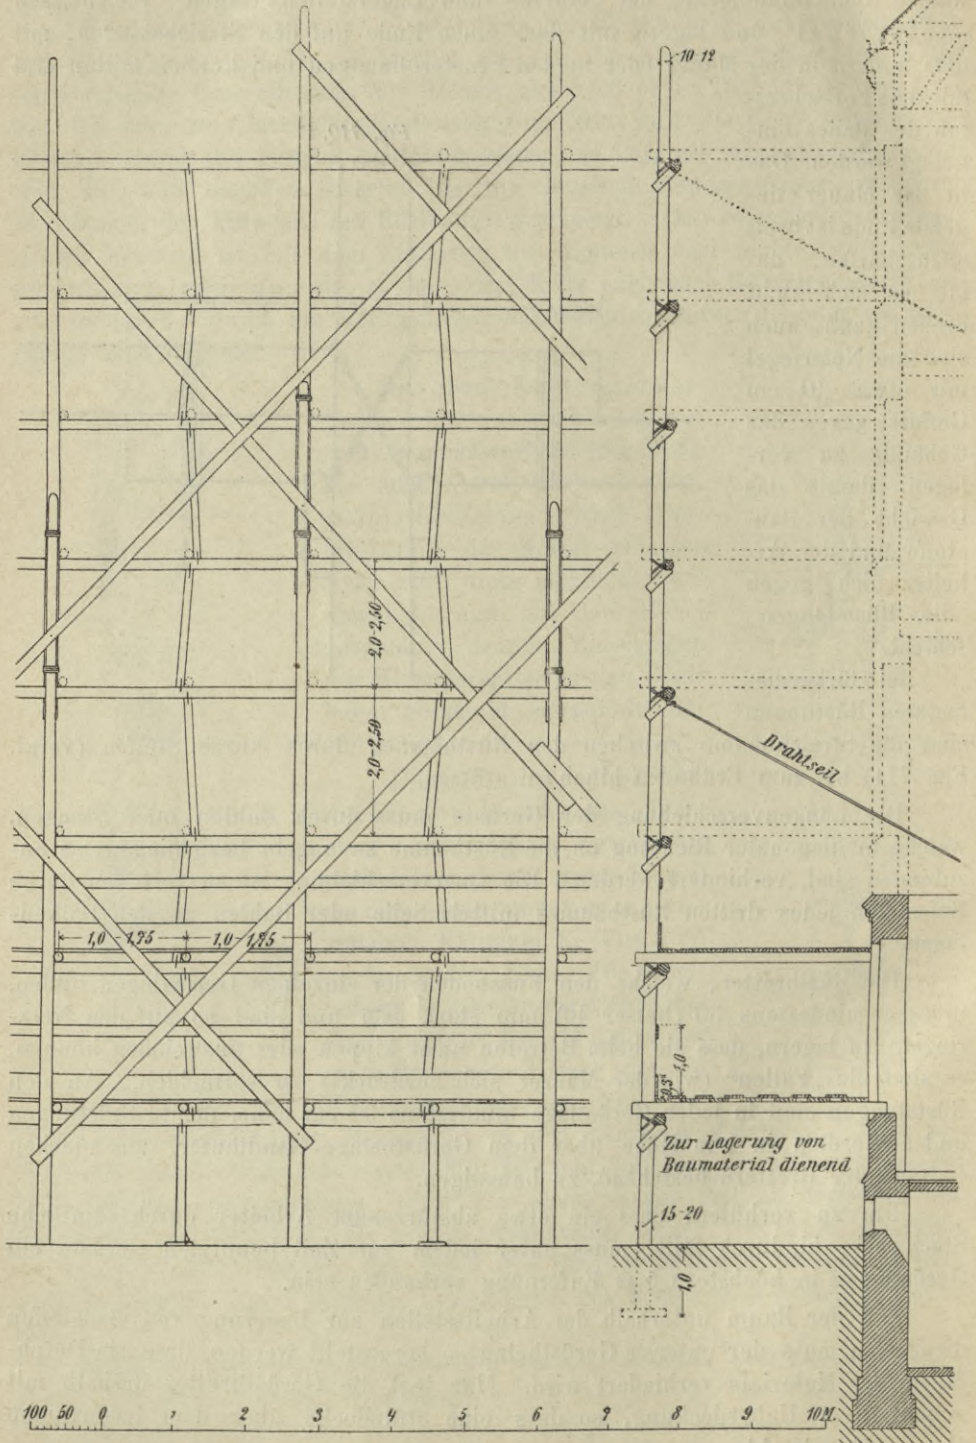 10-12
2,0-2,50
2,0-2,50
Drahtseil
1,0 - 1,75
1,0 - 1,75
1,0
0,3
Zur Lagerung von
Baumaterial dienend
15-20
1,0
100 50 0 1 2 3 4 5 6 7 8 9 10M.